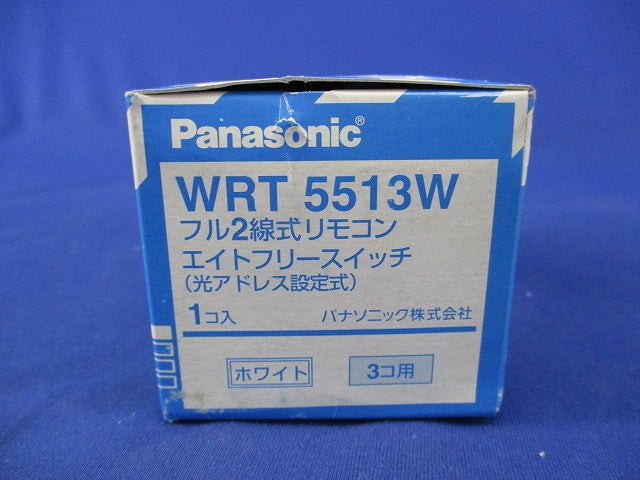 Panasonic®
WRT 5513W
フル2線式リモコン
エイトフリースイッチ
(光アドレス設定式)
1コ入 パナソニック株式会社
ホワイト 3コ用